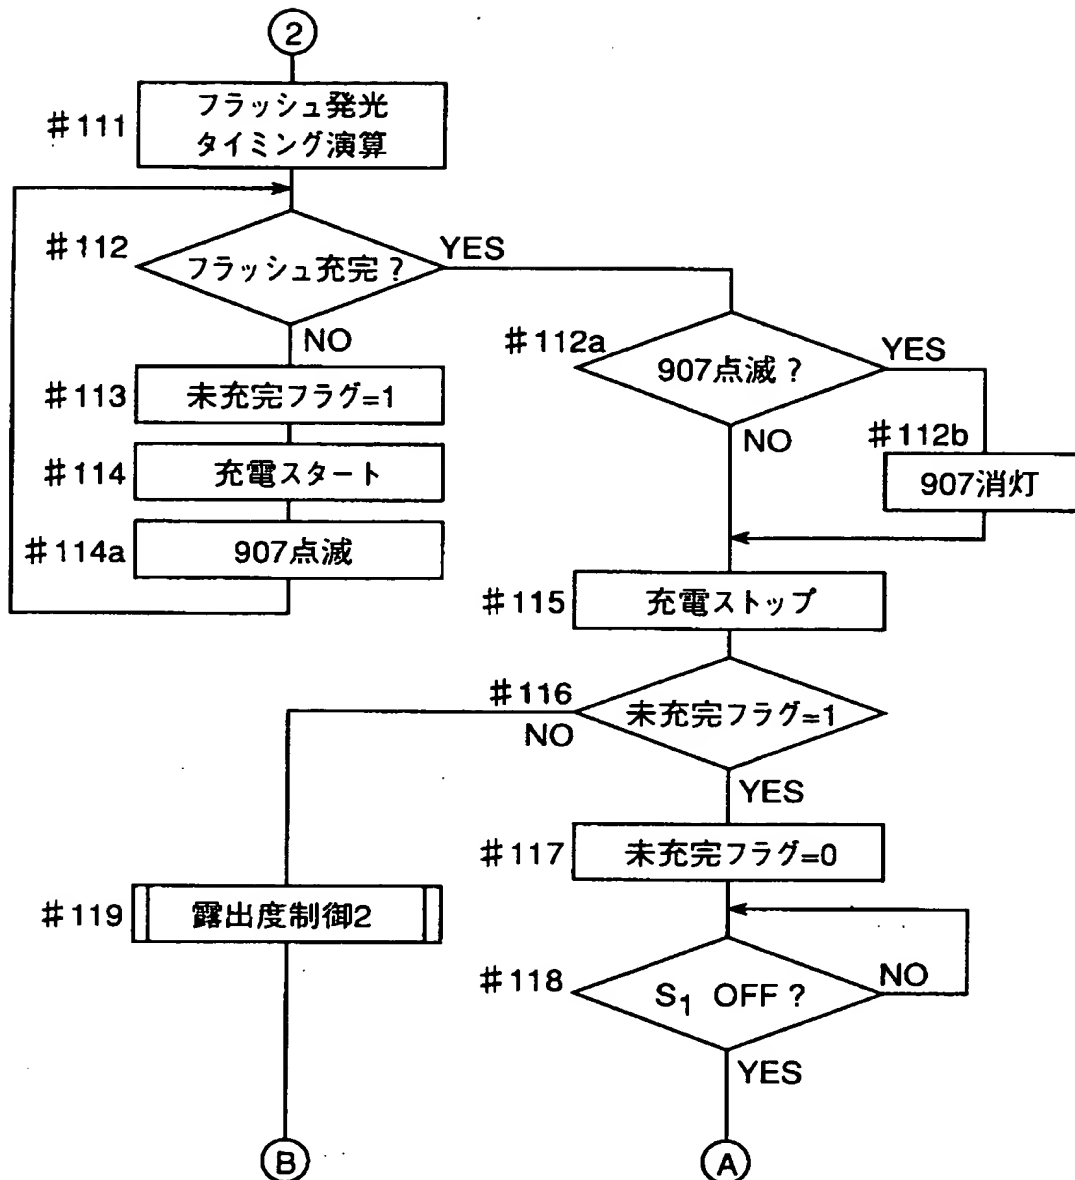 2
#111
フラッシュ発光
タイミング演算
#112
フラッシュ充完?
YES
NO
#113
未充完フラグ=1
#114
充電スタート
#114a
907点滅
#112a
907点滅?
YES
NO
#112b
907消灯
#115
充電ストップ
#116
未充完フラグ=1
NO
YES
#117
未充完フラグ=0
#119
露出度制御2
#118
S1 OFF?
NO
YES
B
A